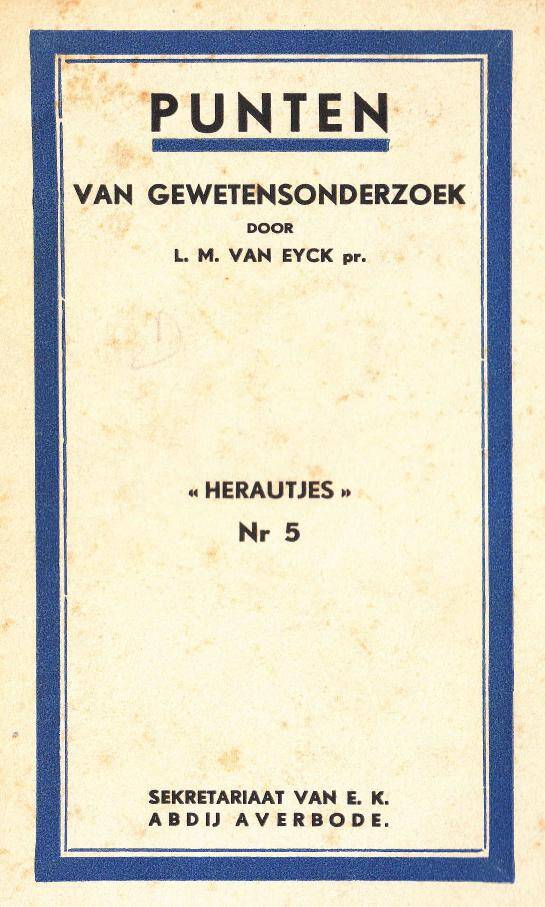 PUNTEN
VAN GEWETENSONDERZOEK
DOOR
L. M. VAN EYCK pr.
« HERAUTJES »
Nr 5
SEKRETARIAAT VAN E. K.
ABDIJ AVERBODE.